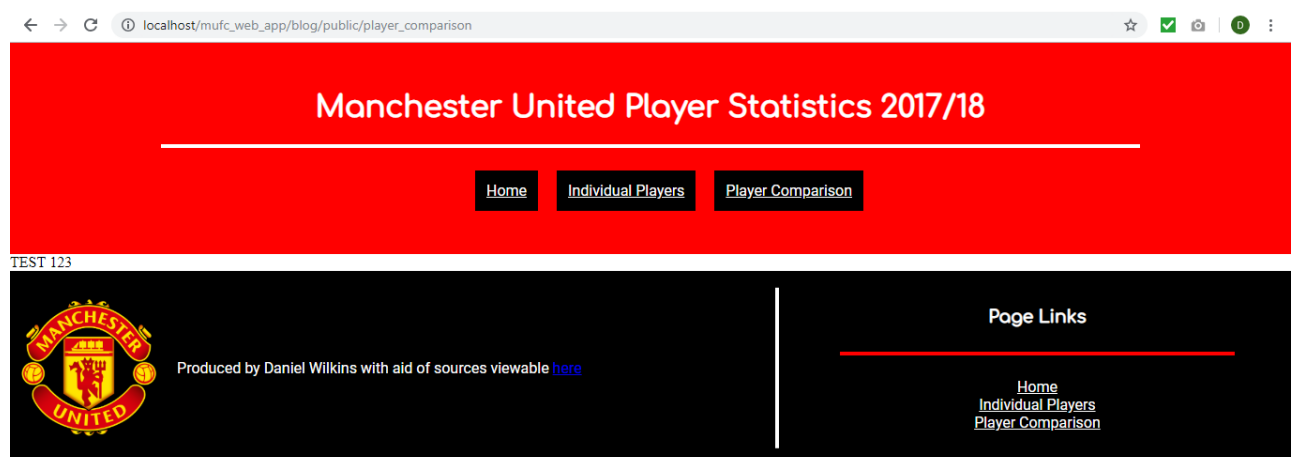 localhost/mufc_web_app/blog/public/player_comparison
D
Manchester United Player Statistics 2017/18
Home Individual Players Player Comparison
TEST 123
MANCHESTER
UNITED
Produced by Daniel Wilkins with aid of sources viewable here
Page Links
Home
Individual Players
Player Comparison